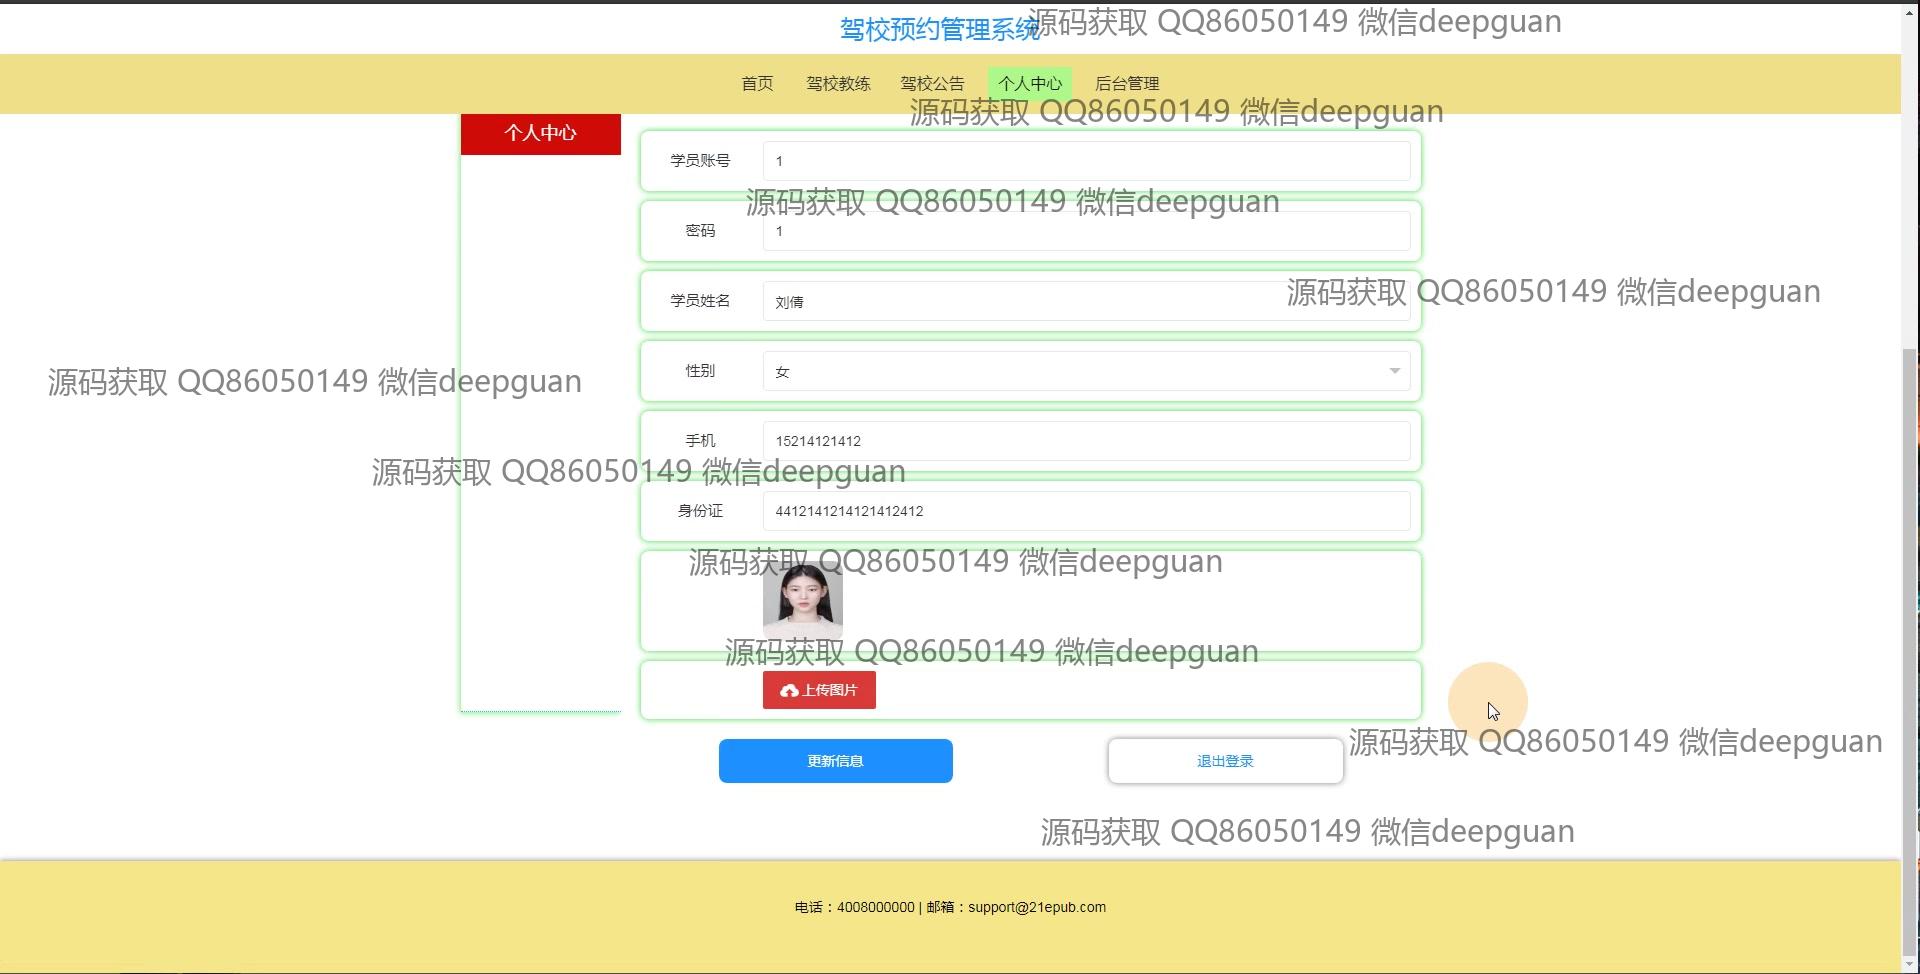 驾校预约管理系统
源码获取 QQ86050149 微信deepguan
首页 驾校教练 驾校公告 个人中心 后台管理
源码获取 QQ86050149 微信deepguan
个人中心
学员账号 1
源码获取 QQ86050149 微信deepguan
密码 1
源码获取 QQ86050149 微信deepguan
学员姓名 刘倩
性别 女
源码获取 QQ86050149 微信deepguan
手机 15214121412
源码获取 QQ86050149 微信deepguan
身份证 4412141214121412412
源码获取 QQ86050149 微信deepguan
源码获取 QQ86050149 微信deepguan
上传图片
源码获取 QQ86050149 微信deepguan
更新信息 退出登录
源码获取 QQ86050149 微信deepguan
电话：4008000000 | 邮箱：support@21epub.com